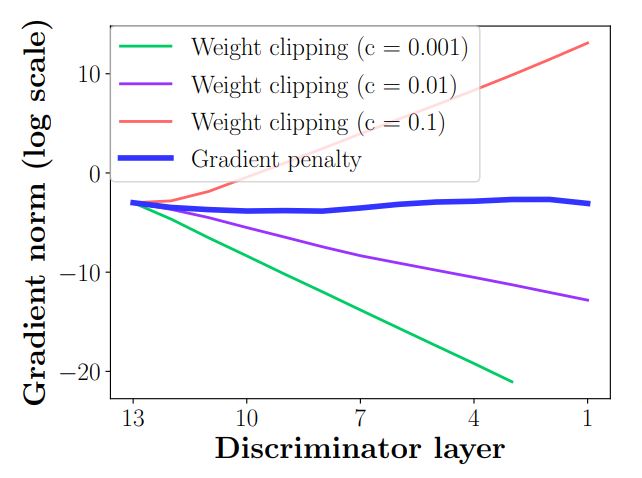 Weight clipping (c = 0.001)
Weight clipping (c = 0.01)
Weight clipping (c = 0.1)
Gradient penalty
Gradient norm (log scale)
10
0
−10
−20
13 10 7 4 1
Discriminator layer